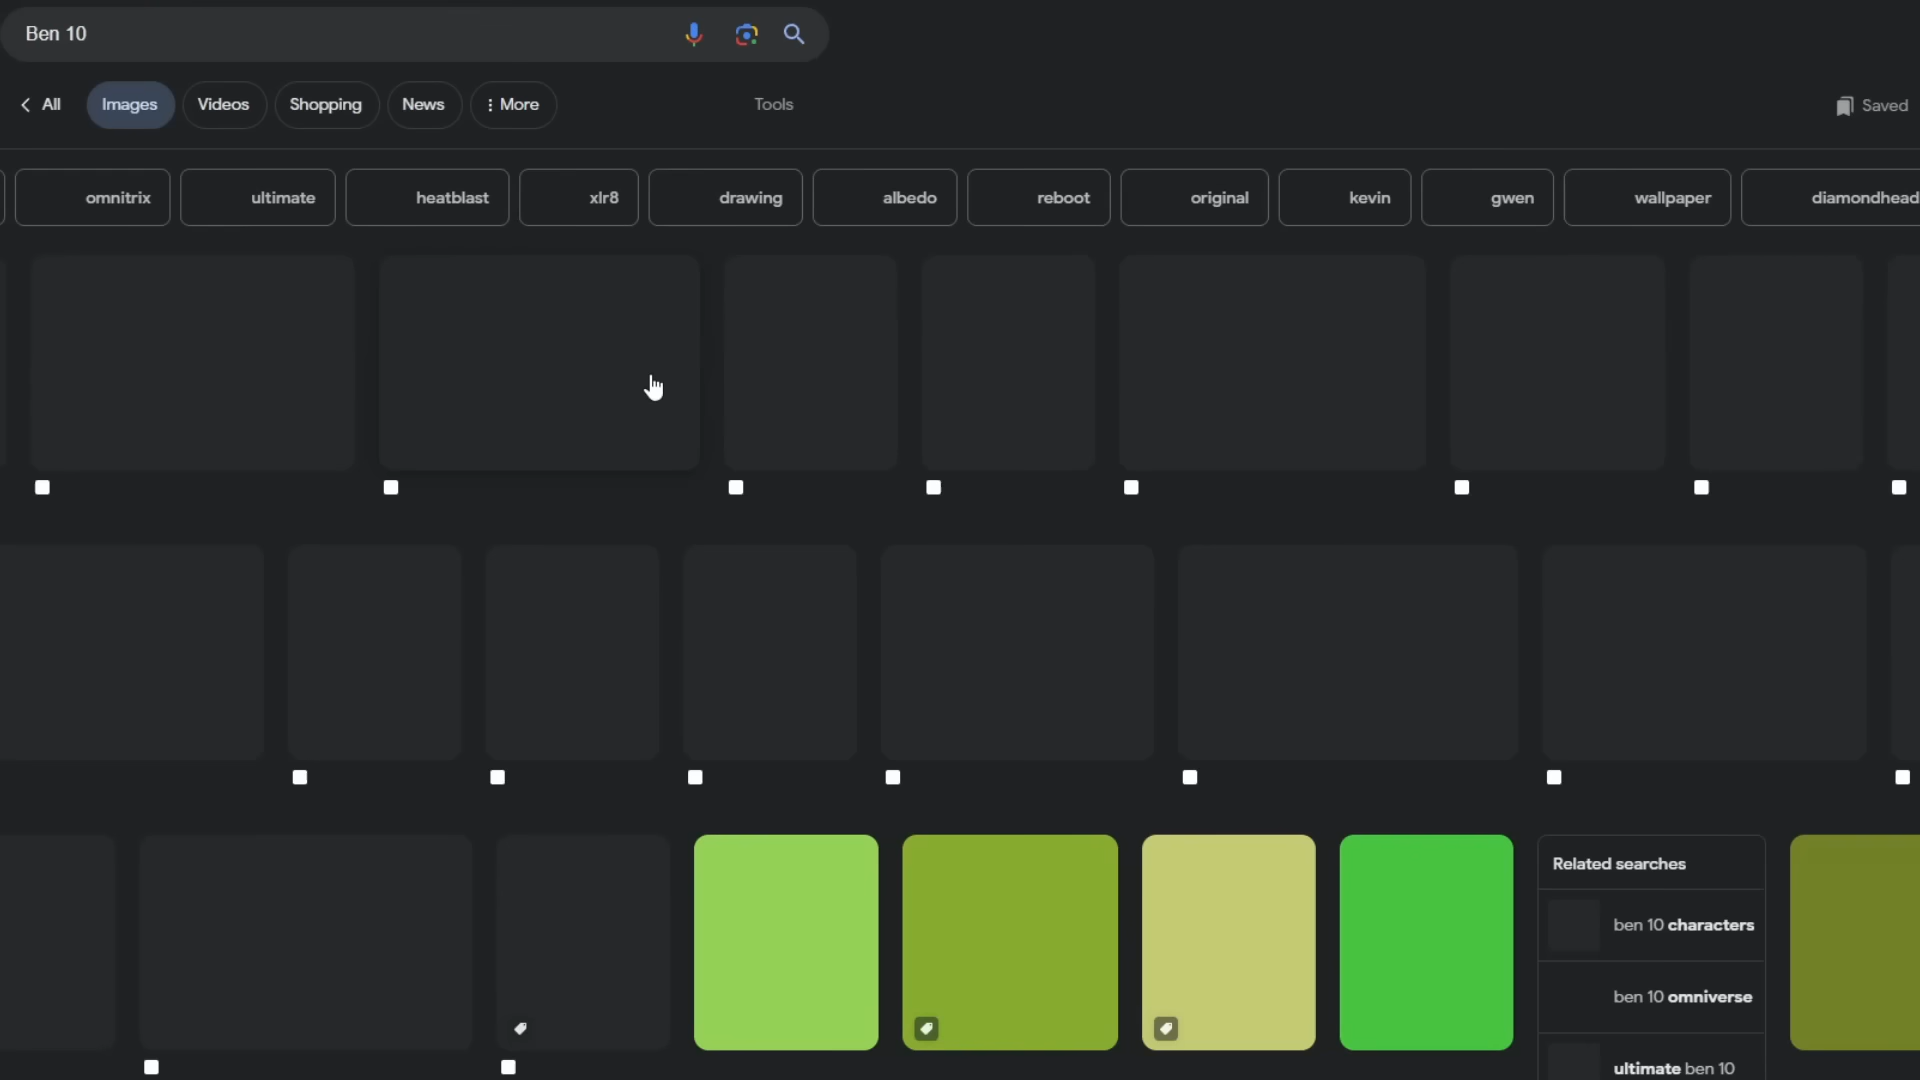 Ben 10
All Images Videos Shopping News More Tools Saved
omnitrix ultimate heatblast xlr8 drawing albedo reboot original kevin gwen wallpaper diamondhead
Related searches
ben 10 characters
ben 10 omniverse
ultimate ben 10